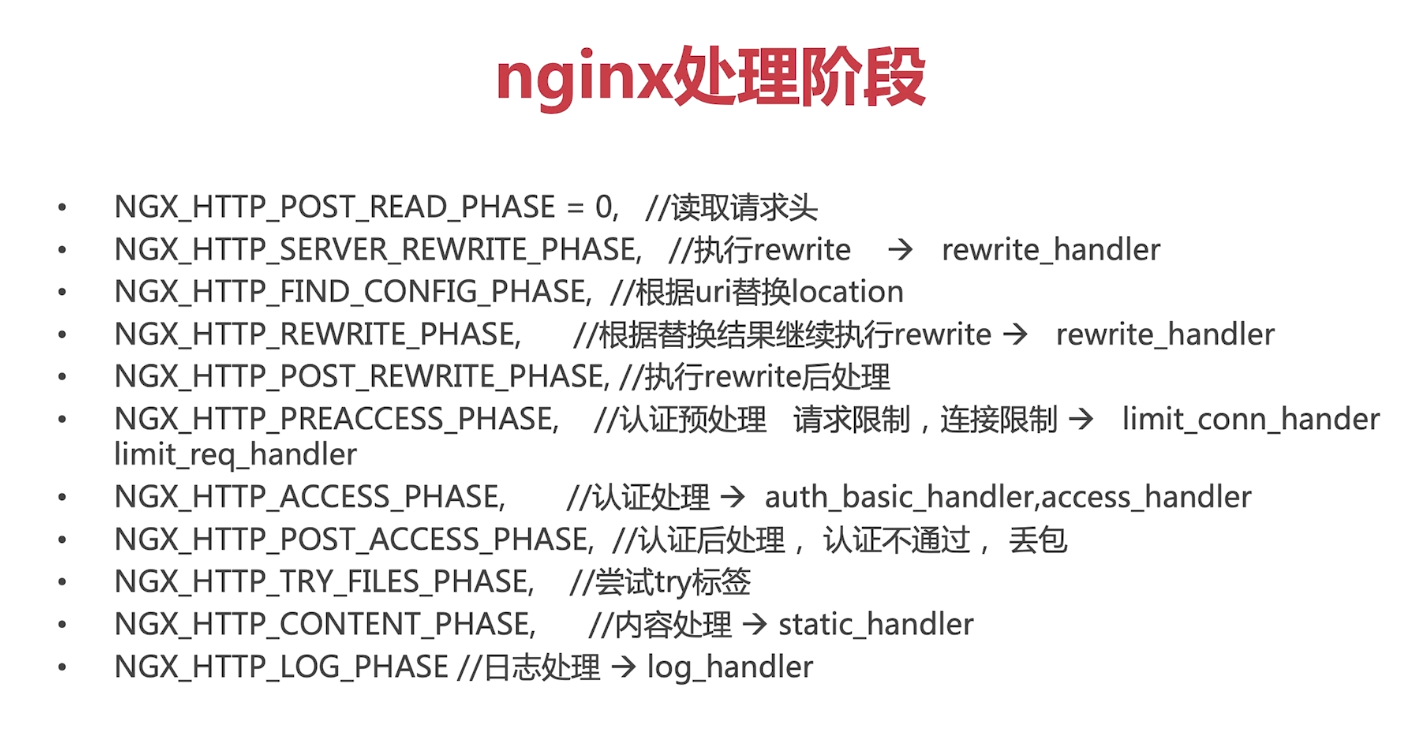 nginx处理阶段
• NGX_HTTP_POST_READ_PHASE = 0, //读取请求头
• NGX_HTTP_SERVER_REWRITE_PHASE, //执行rewrite → rewrite_handler
• NGX_HTTP_FIND_CONFIG_PHASE, //根据uri替换location
• NGX_HTTP_REWRITE_PHASE, //根据替换结果继续执行rewrite → rewrite_handler
• NGX_HTTP_POST_REWRITE_PHASE, //执行rewrite后处理
• NGX_HTTP_PREACCESS_PHASE, //认证预处理 请求限制，连接限制 → limit_conn_hander
limit_req_handler
• NGX_HTTP_ACCESS_PHASE, //认证处理 → auth_basic_handler,access_handler
• NGX_HTTP_POST_ACCESS_PHASE, //认证后处理， 认证不通过， 丢包
• NGX_HTTP_TRY_FILES_PHASE, //尝试try标签
• NGX_HTTP_CONTENT_PHASE, //内容处理 → static_handler
• NGX_HTTP_LOG_PHASE //日志处理 → log_handler